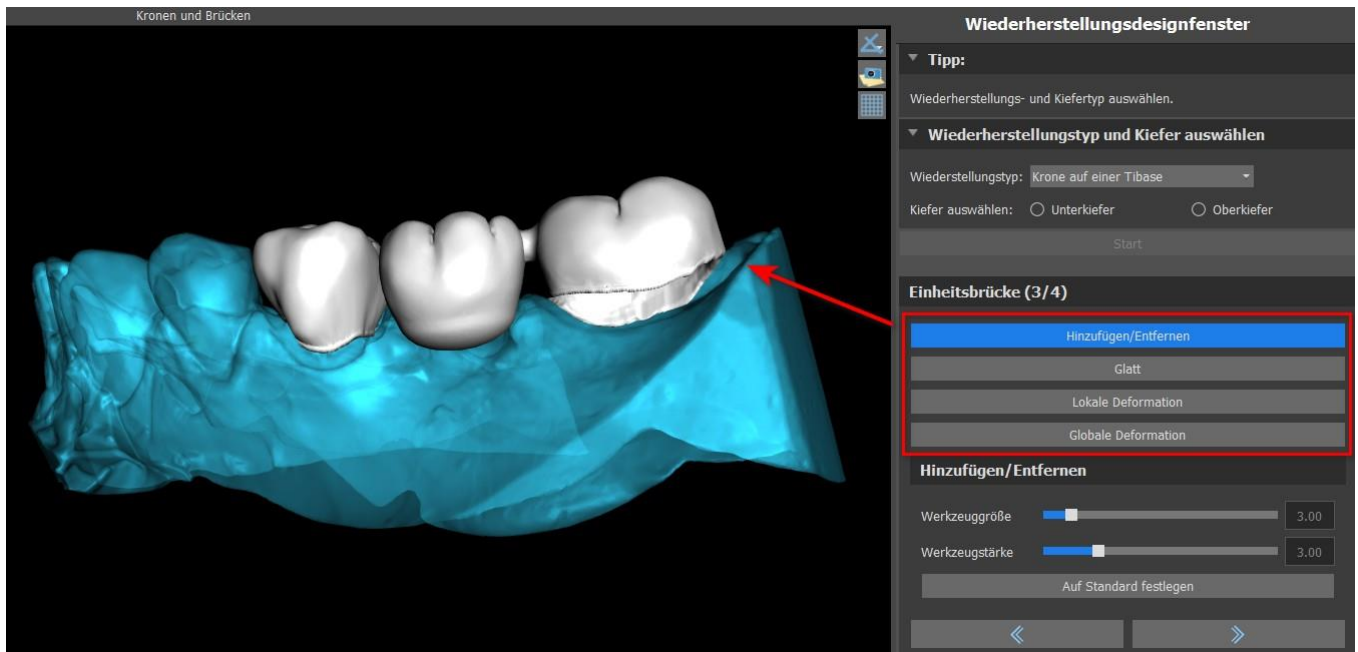 Kronen und Brücken
Wiederherstellungsdesignfenster
Tipp:
Wiederherstellungs- und Kiefertyp auswählen.
Wiederherstellungstyp und Kiefer auswählen
Wiederstellungstyp: Krone auf einer Tibase
Kiefer auswählen: Unterkiefer Oberkiefer
Start
Einheitsbrücke (3/4)
Hinzufügen/Entfernen
Glatt
Lokale Deformation
Globale Deformation
Hinzufügen/Entfernen
Werkzeuggröße 3.00
Werkzeugstärke 3.00
Auf Standard festlegen